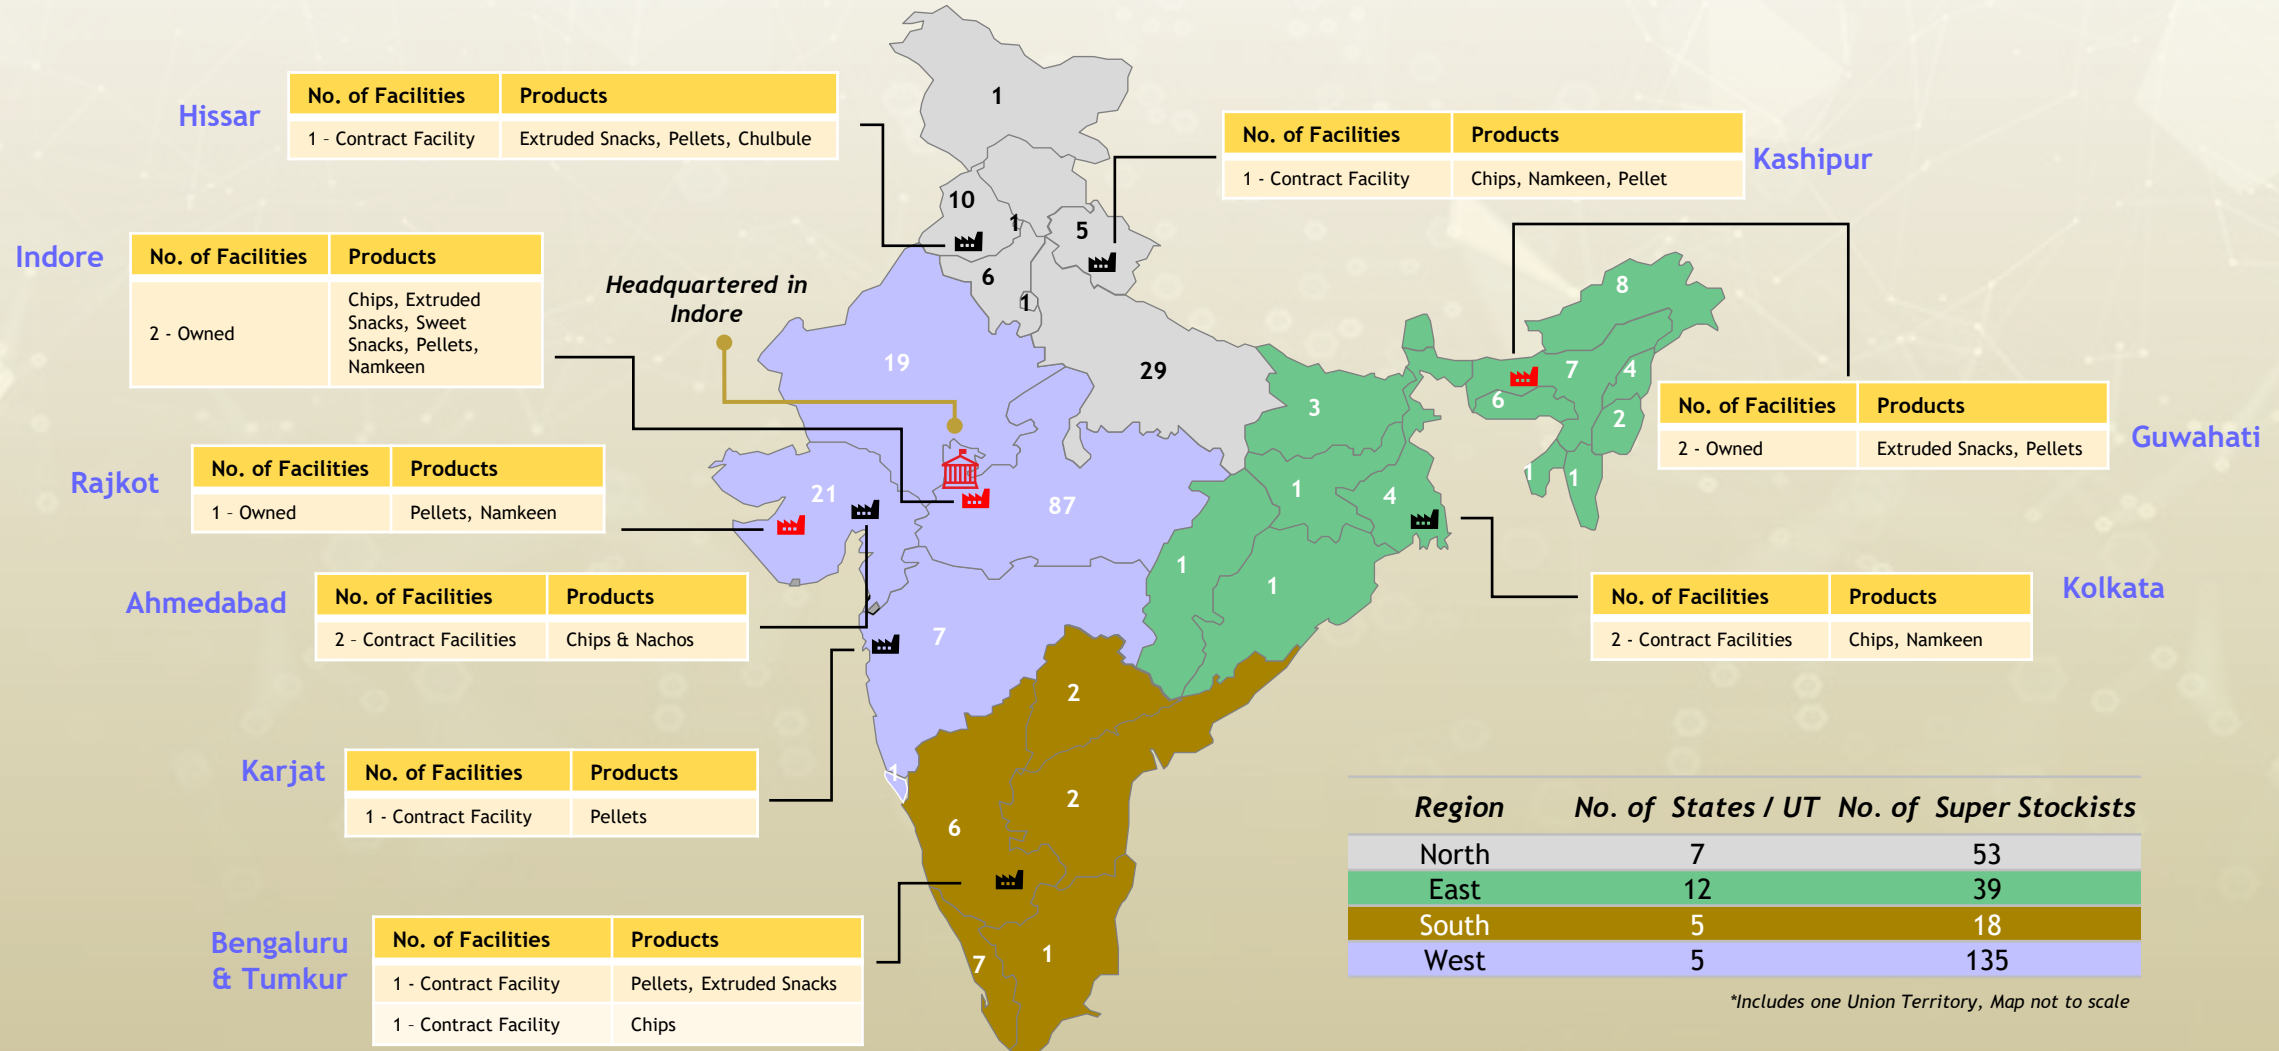 Hissar
No. of Facilities Products
1 – Contract Facility Extruded Snacks, Pellets, Chulbule
No. of Facilities Products
1 - Contract Facility Chips, Namkeen, Pellet
Kashipur
Indore
No. of Facilities Products
2 - Owned
Chips, Extruded
Snacks, Sweet
Snacks, Pellets,
Namkeen
Headquartered in
Indore
Rajkot
No. of Facilities Products
1 – Owned Pellets, Namkeen
Ahmedabad
No. of Facilities Products
2 – Contract Facilities Chips & Nachos
Karjat
No. of Facilities Products
1 - Contract Facility Pellets
Bengaluru
& Tumkur
No. of Facilities Products
1 - Contract Facility Pellets, Extruded Snacks
1 – Contract Facility Chips
1
10
1
5
6
1
29
19
21
87
7
1
3
1
4
1
1
8
7
4
6
2
1
1
2
2
6
7
1
No. of Facilities Products
2 - Owned Extruded Snacks, Pellets
Guwahati
No. of Facilities Products
2 - Contract Facilities Chips, Namkeen
Kolkata
Region No. of States / UT No. of Super Stockists
North 7 53
East 12 39
South 5 18
West 5 135
*Includes one Union Territory, Map not to scale